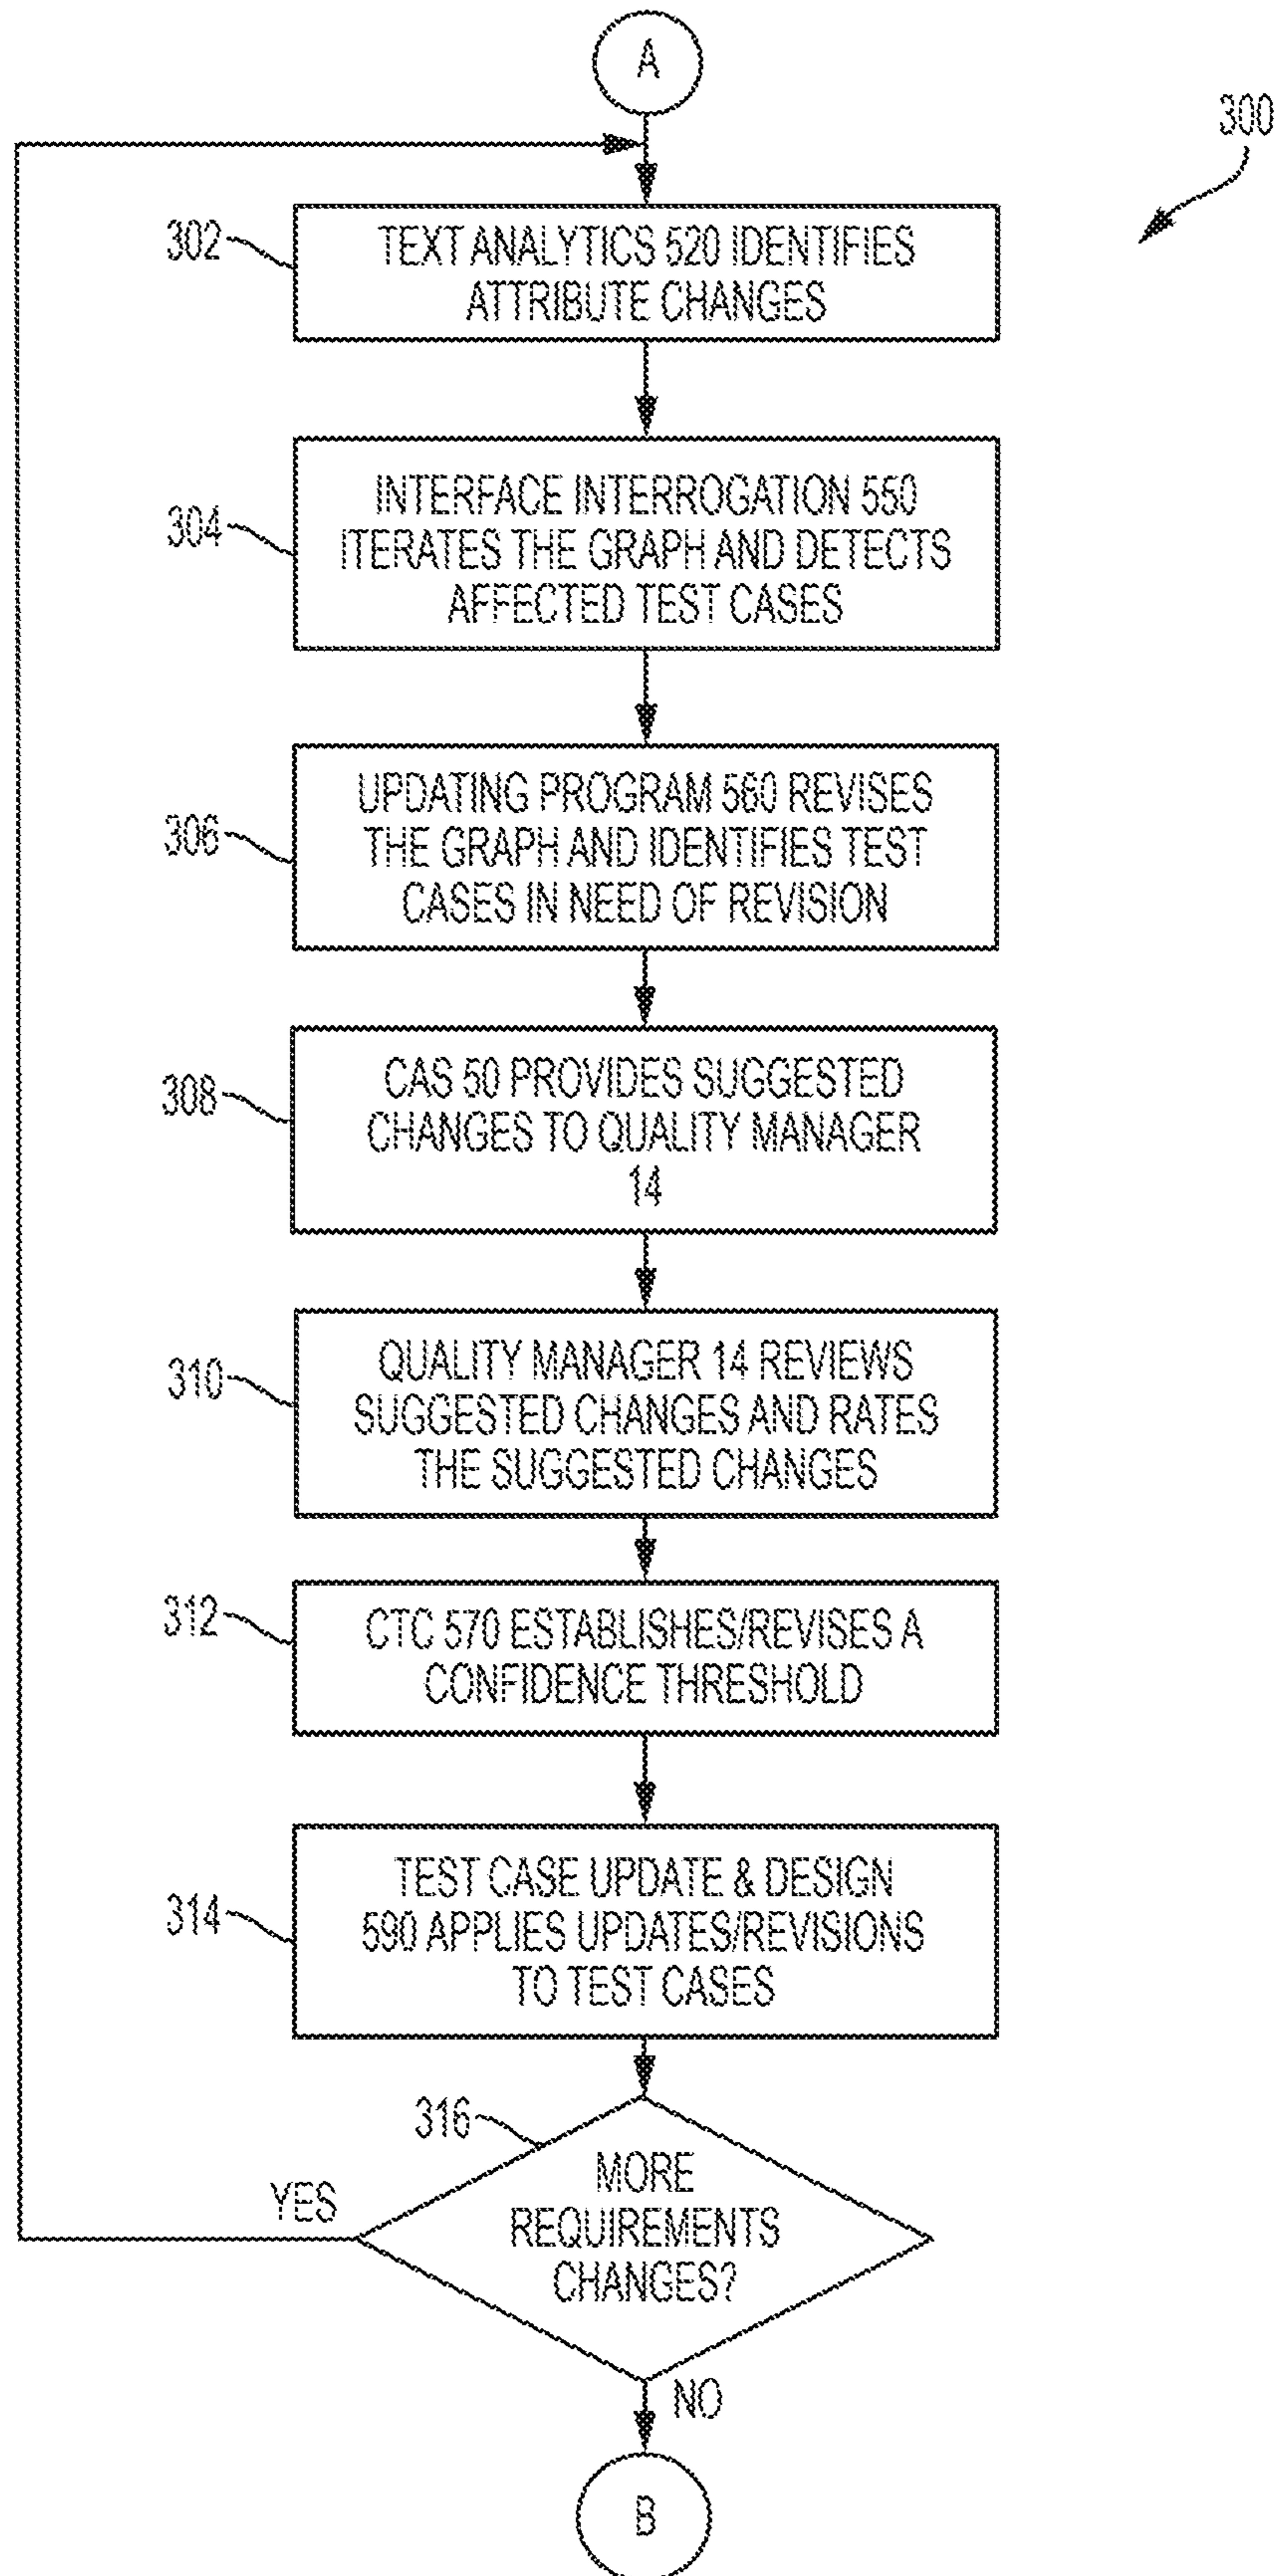 A
300
302
TEXT ANALYTICS 520 IDENTIFIES
ATTRIBUTE CHANGES
304
INTERFACE INTERROGATION 550
ITERATES THE GRAPH AND DETECTS
AFFECTED TEST CASES
306
UPDATING PROGRAM 560 REVISES
THE GRAPH AND IDENTIFIES TEST
CASES IN NEED OF REVISION
308
CAS 50 PROVIDES SUGGESTED
CHANGES TO QUALITY MANAGER
14
310
QUALITY MANAGER 14 REVIEWS
SUGGESTED CHANGES AND RATES
THE SUGGESTED CHANGES
312
CTC 570 ESTABLISHES/REVISES A
CONFIDENCE THRESHOLD
314
TEST CASE UPDATE & DESIGN
590 APPLIES UPDATES/REVISIONS
TO TEST CASES
316
MORE
REQUIREMENTS
CHANGES?
YES
NO
B